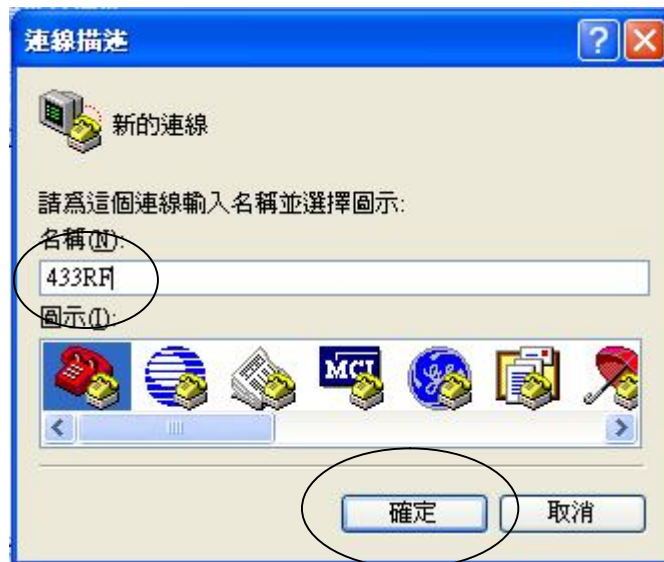 連線描述
新的連線
請為這個連線輸入名稱並選擇圖示:
名稱(N):
433RF
圖示(I):
MCI
確定 取消